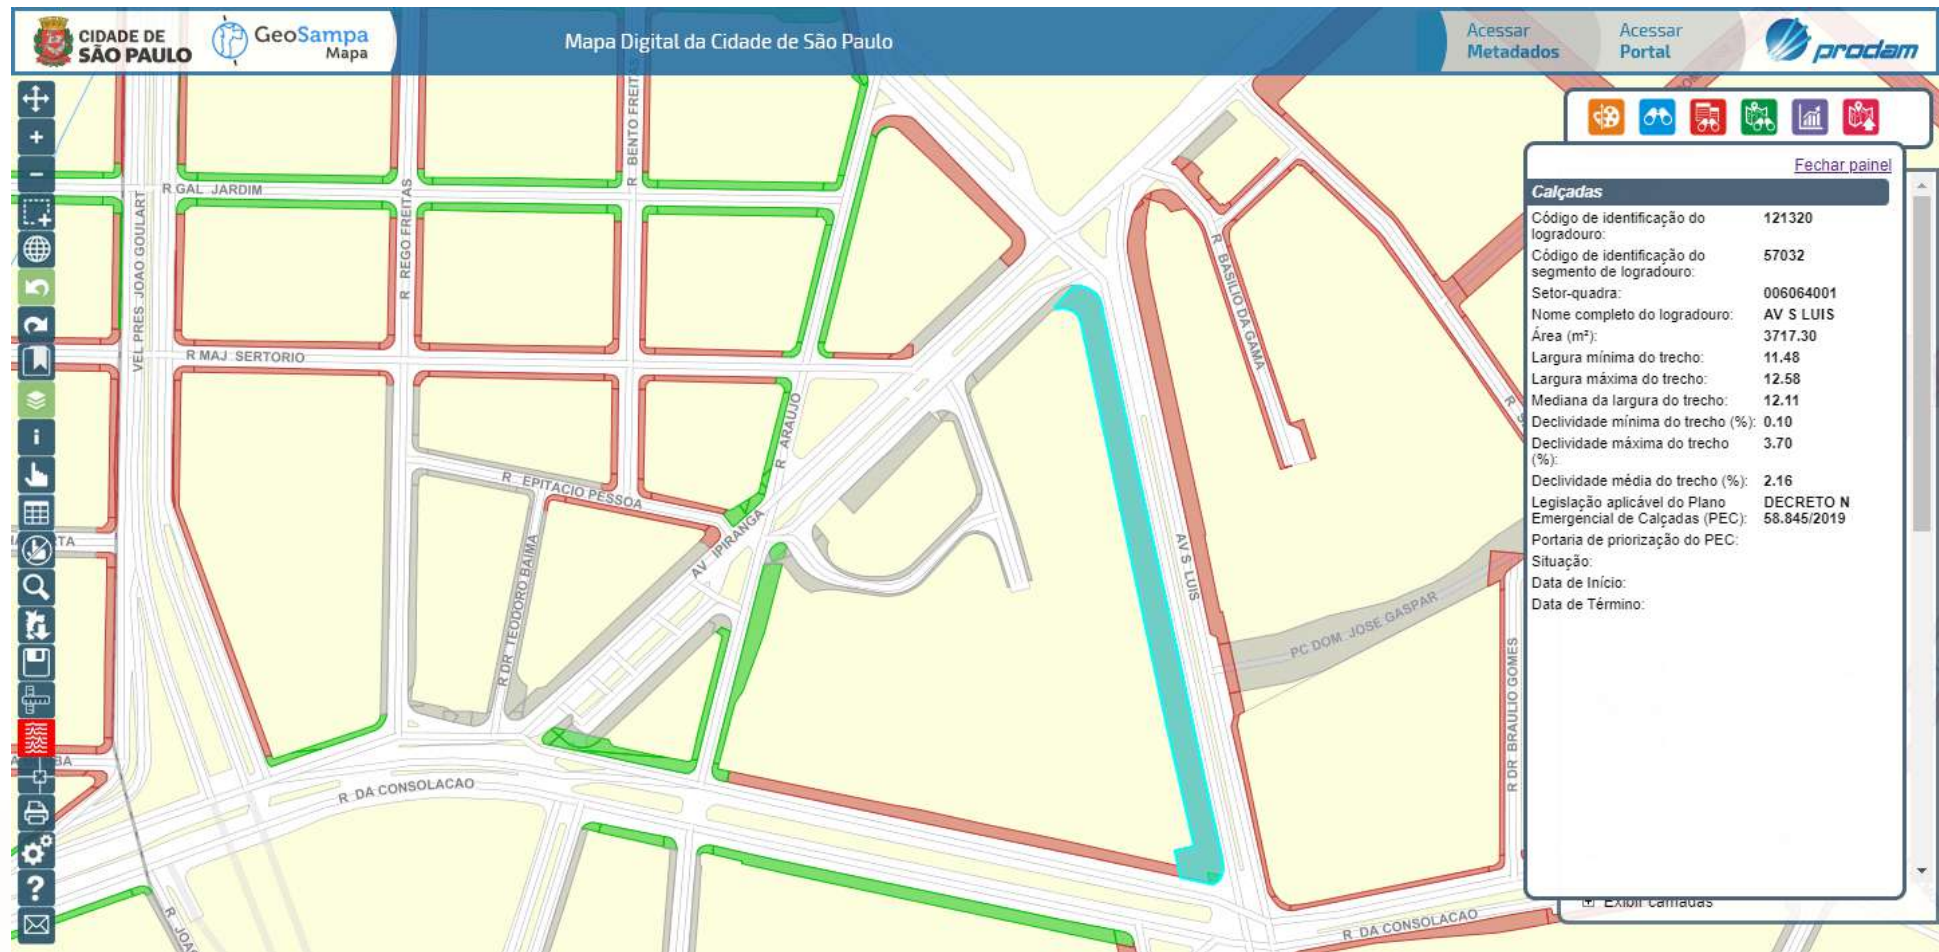 CIDADE DE
SÃO PAULO
GeoSampa
Mapa
Mapa Digital da Cidade de São Paulo
Acessar
Metadados
Acessar
Portal
prodam
Fechar painel
Calçadas
Código de identificação do
logradouro: 121320
Código de identificação do
segmento de logradouro: 57032
Setor-quadra: 006064001
Nome completo do logradouro: AV S LUIS
Área (m²): 3717.30
Largura mínima do trecho: 11.48
Largura máxima do trecho: 12.58
Mediana da largura do trecho: 12.11
Declividade mínima do trecho (%): 0.10
Declividade máxima do trecho
(%): 3.70
Declividade média do trecho (%): 2.16
Legislação aplicável do Plano DECRETO N
Emergencial de Calçadas (PEC): 58.845/2019
Portaria de priorização do PEC:
Situação:
Data de Início:
Data de Término:
Exibir camadas
R GAL JARDIM
VEL PRES JOAO GOULART
R REGO FREITAS
R BENTO FREITAS
R MAJ SERTORIO
R ARAUJO
R EPITACIO PESSOA
R DR TEODORO BAIMA
AV IPIRANGA
R BASILIO DA GAMA
AV S LUIS
PC DOM JOSE GASPAR
R DR BRAULIO GOMES
R DA CONSOLACAO
R DA CONSOLACAO